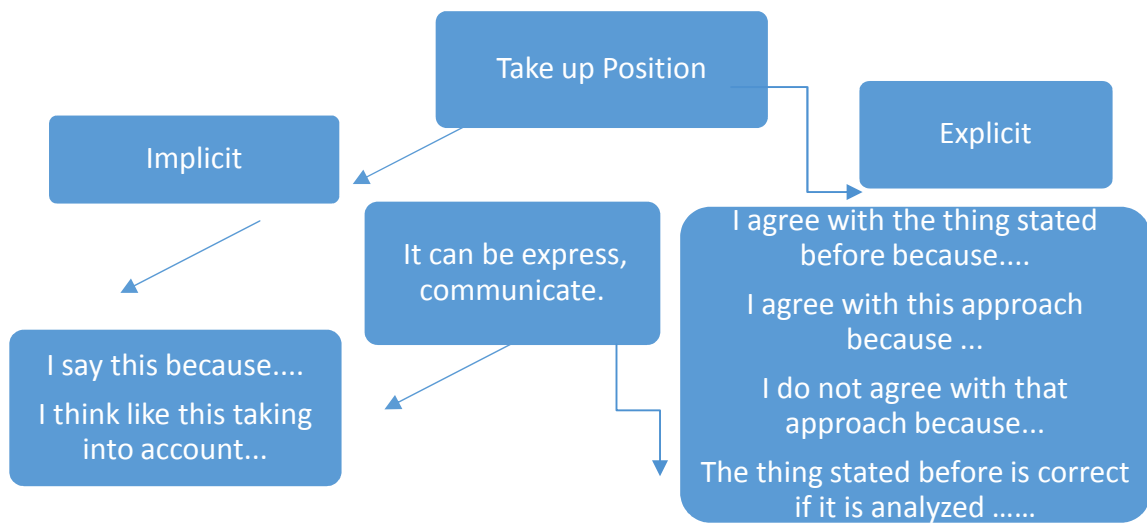 Take up Position
Implicit
Explicit
It can be express,
communicate.
I say this because....
I think like this taking
into account...
I agree with the thing stated
before because....
I agree with this approach
because ...
I do not agree with that
approach because...
The thing stated before is correct
if it is analyzed ......